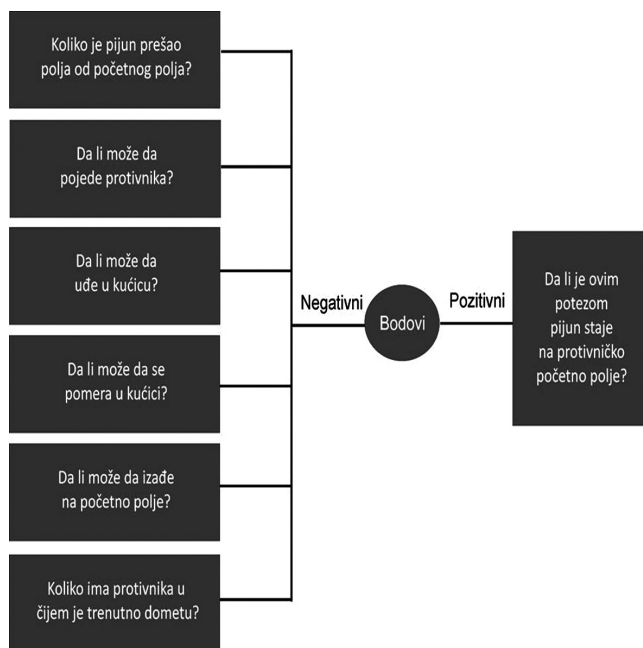 Koliko je pijun prešao
polja od početnog polja?
Da li može da
pojede protivnika?
Da li može da
uđe u kućicu?
Da li može da se
pomera u kućici?
Da li može da izađe
na početno polje?
Koliko ima protivnika u
čijem je trenutno dometu?
Negativni
Bodovi
Pozitivni
Da li je ovim
potezom
pijun staje
na protivničko
početno polje?